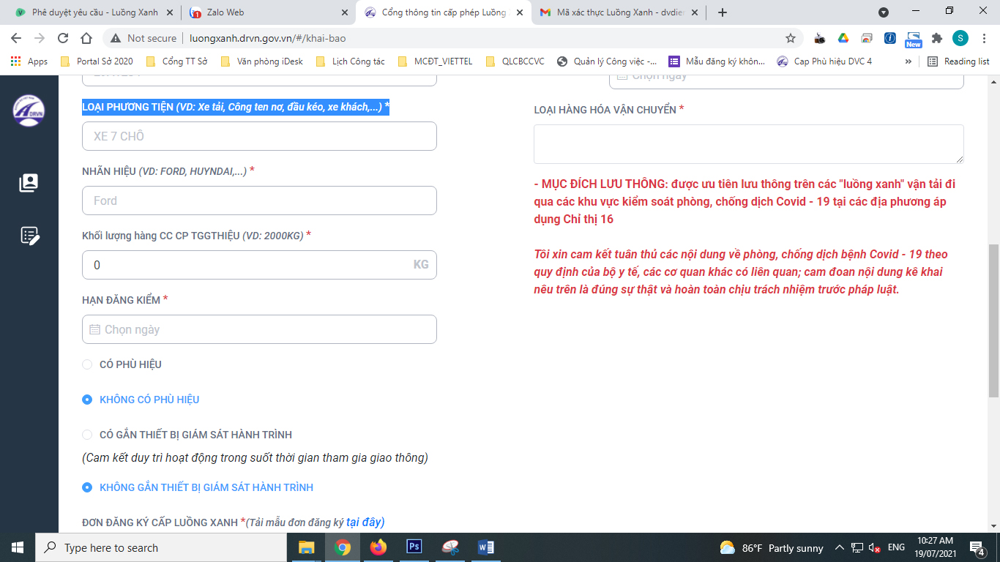 Phê duyệt yêu cầu - Luồng Xanh
Zalo Web
Cổng thông tin cấp phép Luồng
Mã xác thực Luồng Xanh - dvdier
Not secure
luongxanh.drvn.gov.vn/#/khai-bao
New
S
Apps
Portal Sở 2020
Cổng TT Sở
Văn phòng iDesk
Lịch Công tác
MCĐT_VIETTEL
QLCBCCVC
Quản lý Công việc -...
Mẫu đăng ký khôn...
Cap Phù hiệu DVC 4
»
Reading list
DRVN
LOẠI PHƯƠNG TIỆN (VD: Xe tải, Công ten nơ, đầu kéo, xe khách,...) *
XE 7 CHỖ
NHÃN HIỆU (VD: FORD, HUYNDAI,...) *
Ford
Khối lượng hàng CC CP TGGTHIỆU (VD: 2000KG) *
0
KG
HẠN ĐĂNG KIỂM *
Chọn ngày
CÓ PHÙ HIỆU
KHÔNG CÓ PHÙ HIỆU
CÓ GẮN THIẾT BỊ GIÁM SÁT HÀNH TRÌNH
(Cam kết duy trì hoạt động trong suốt thời gian tham gia giao thông)
KHÔNG GẮN THIẾT BỊ GIÁM SÁT HÀNH TRÌNH
ĐƠN ĐĂNG KÝ CẤP LUỒNG XANH *(Tải mẫu đơn đăng ký tại đây)
Chọn ngày
LOẠI HÀNG HÓA VẬN CHUYỂN *
- MỤC ĐÍCH LƯU THÔNG: được ưu tiên lưu thông trên các "luồng xanh" vận tải đi
qua các khu vực kiểm soát phòng, chống dịch Covid - 19 tại các địa phương áp
dụng Chỉ thị 16
Tôi xin cam kết tuân thủ các nội dung về phòng, chống dịch bệnh Covid - 19 theo
quy định của bộ y tế, các cơ quan khác có liên quan; cam đoan nội dung kê khai
nêu trên là đúng sự thật và hoàn toàn chịu trách nhiệm trước pháp luật.
Type here to search
Ps
86°F Partly sunny
ENG
10:27 AM
19/07/2021
4